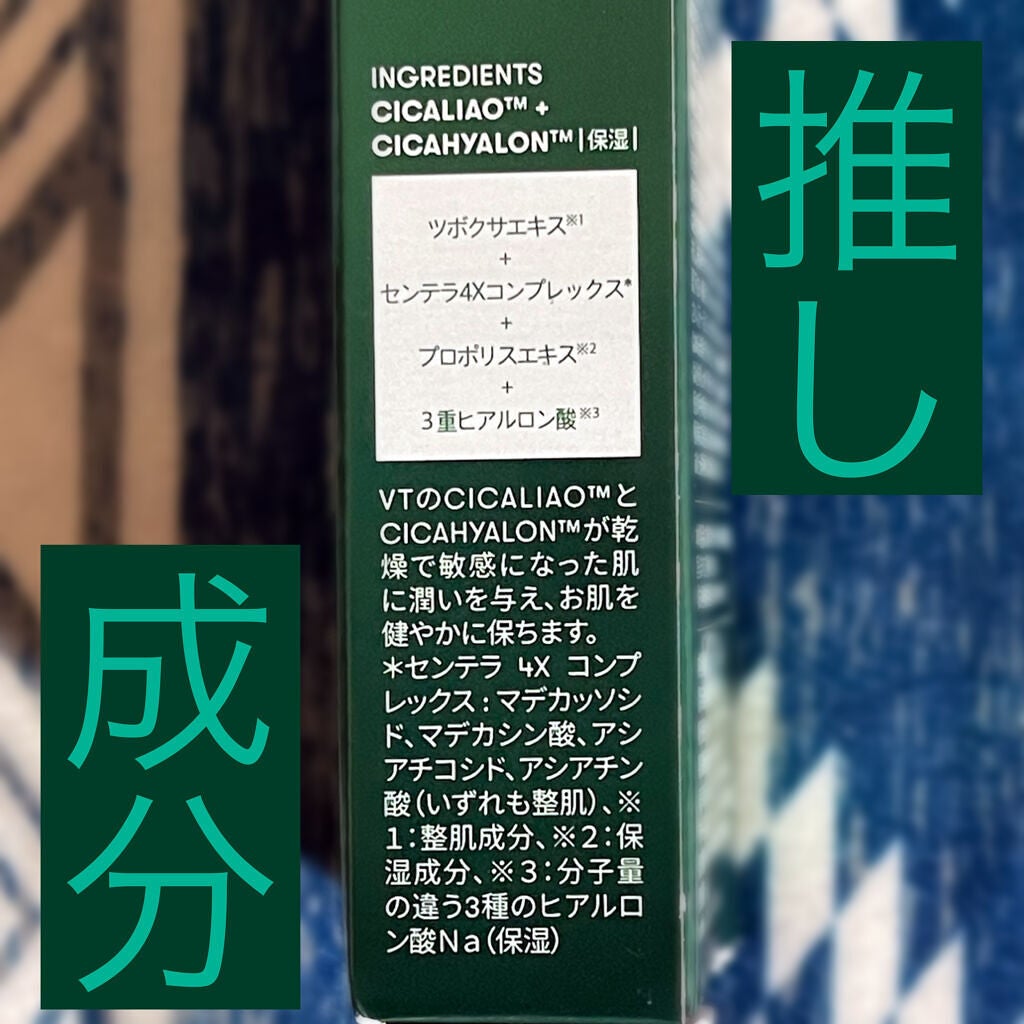 推し
成分
INGREDIENTS
CICALIAO™ +
CICAHYALON™ |保湿|
ツボクサエキス※1
+
センテラ4Xコンプレックス*
+
プロポリスエキス※2
+
3重ヒアルロン酸※3
VTのCICALIAO™と
CICAHYALON™が乾
燥で敏感になった肌
に潤いを与え、お肌を
健やかに保ちます。
*センテラ 4X コンプ
レックス:マデカッソシ
ド、マデカシン酸、アシ
アチコシド、アシアチン
酸(いずれも整肌)、※
1:整肌成分、※2:保
湿成分、※3:分子量
の違う3種のヒアルロ
ン酸Na(保湿)